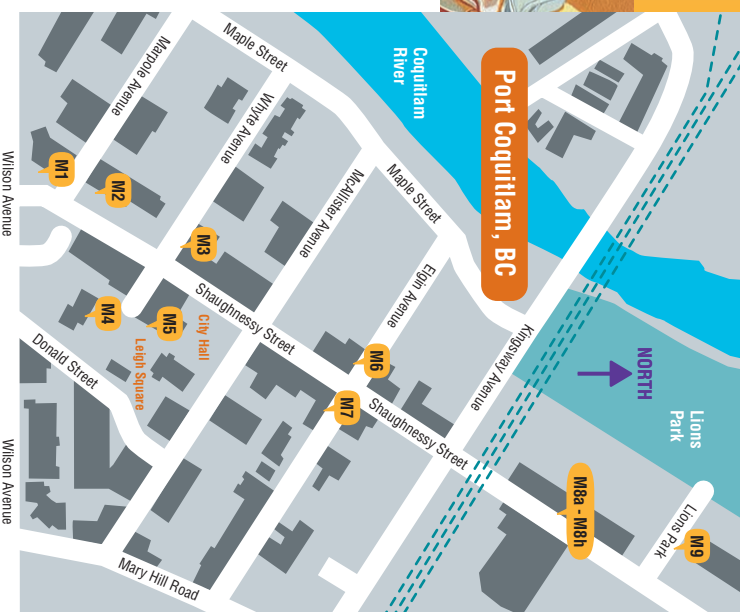 Port Coquitlam, BC
Coquitlam
River
NORTH
Lions
Park
Maple Street
Marpole Avenue
Whyte Avenue
McAllister Avenue
Maple Street
Elgin Avenue
Kingsway Avenue
Shaughnessy Street
Shaughnessy Street
Lions Park
City Hall
Leigh Square
Donald Street
Mary Hill Road
Wilson Avenue
Wilson Avenue
M1
M2
M3
M4
M5
M6
M7
M8a - M8h
M9